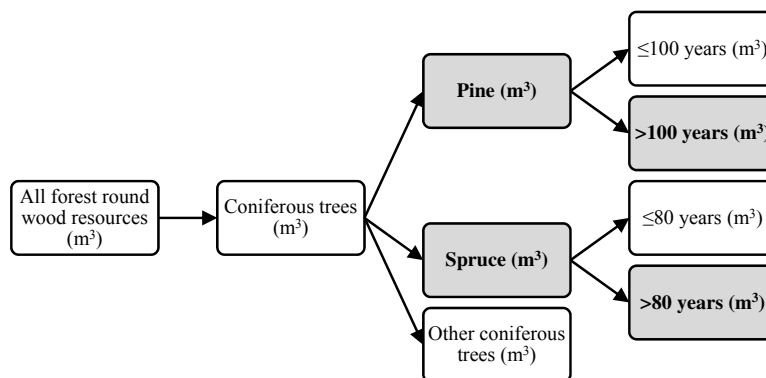 All forest round
wood resources
(m³)
Coniferous trees
(m³)
Pine (m³)
≤100 years (m³)
>100 years (m³)
Spruce (m³)
≤80 years (m³)
>80 years (m³)
Other coniferous
trees (m³)